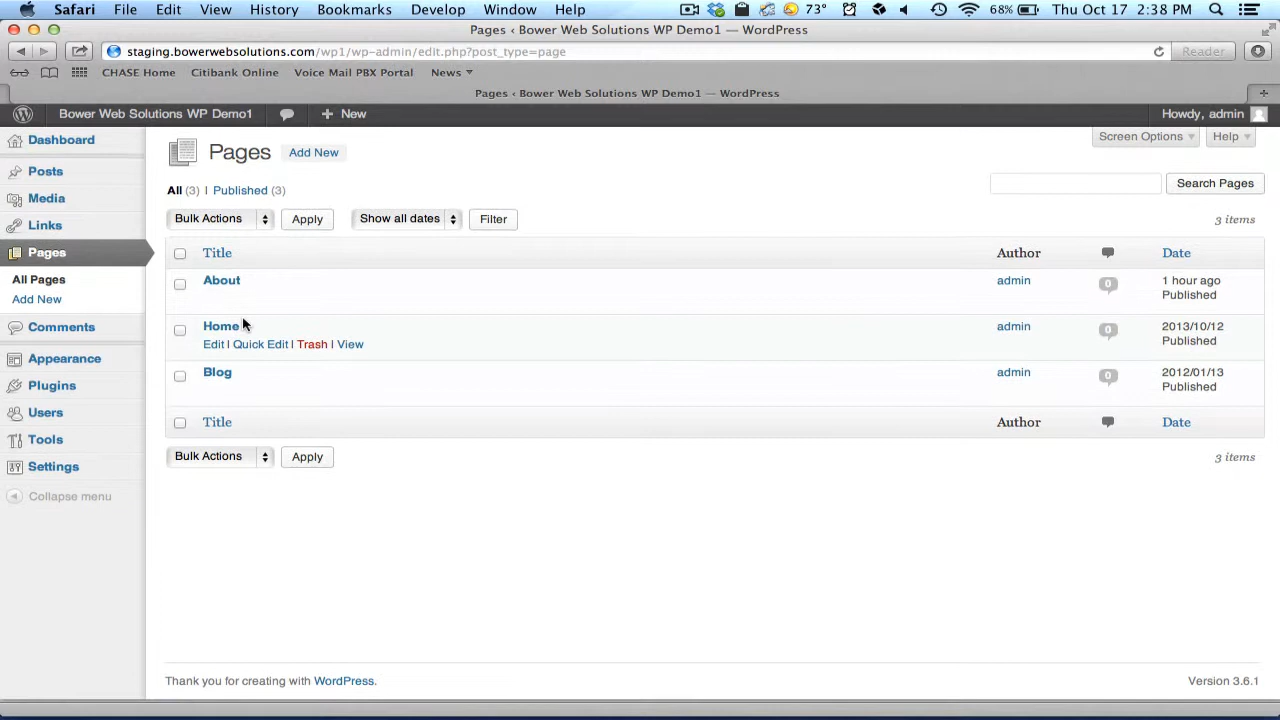 Safari File Edit View History Bookmarks Develop Window Help 73° 68% Thu Oct 17 2:38 PM
Pages ‹ Bower Web Solutions WP Demo1 — WordPress
staging.bowerwebsolutions.com/wp1/wp-admin/edit.php?post_type=page Reader
CHASE Home Citibank Online Voice Mail PBX Portal News
Pages ‹ Bower Web Solutions WP Demo1 — WordPress
Bower Web Solutions WP Demo1 + New Howdy, admin
Screen Options Help
Dashboard
Posts
Media
Links
Pages
All Pages
Add New
Comments
Appearance
Plugins
Users
Tools
Settings
Collapse menu
Pages Add New
All (3) | Published (3)
Search Pages
Bulk Actions Apply Show all dates Filter 3 items
Title Author Date
About admin 0 1 hour ago
Published
Home admin 0 2013/10/12
Edit | Quick Edit | Trash | View Published
Blog admin 0 2012/01/13
Published
Title Author Date
Bulk Actions Apply 3 items
Thank you for creating with WordPress. Version 3.6.1